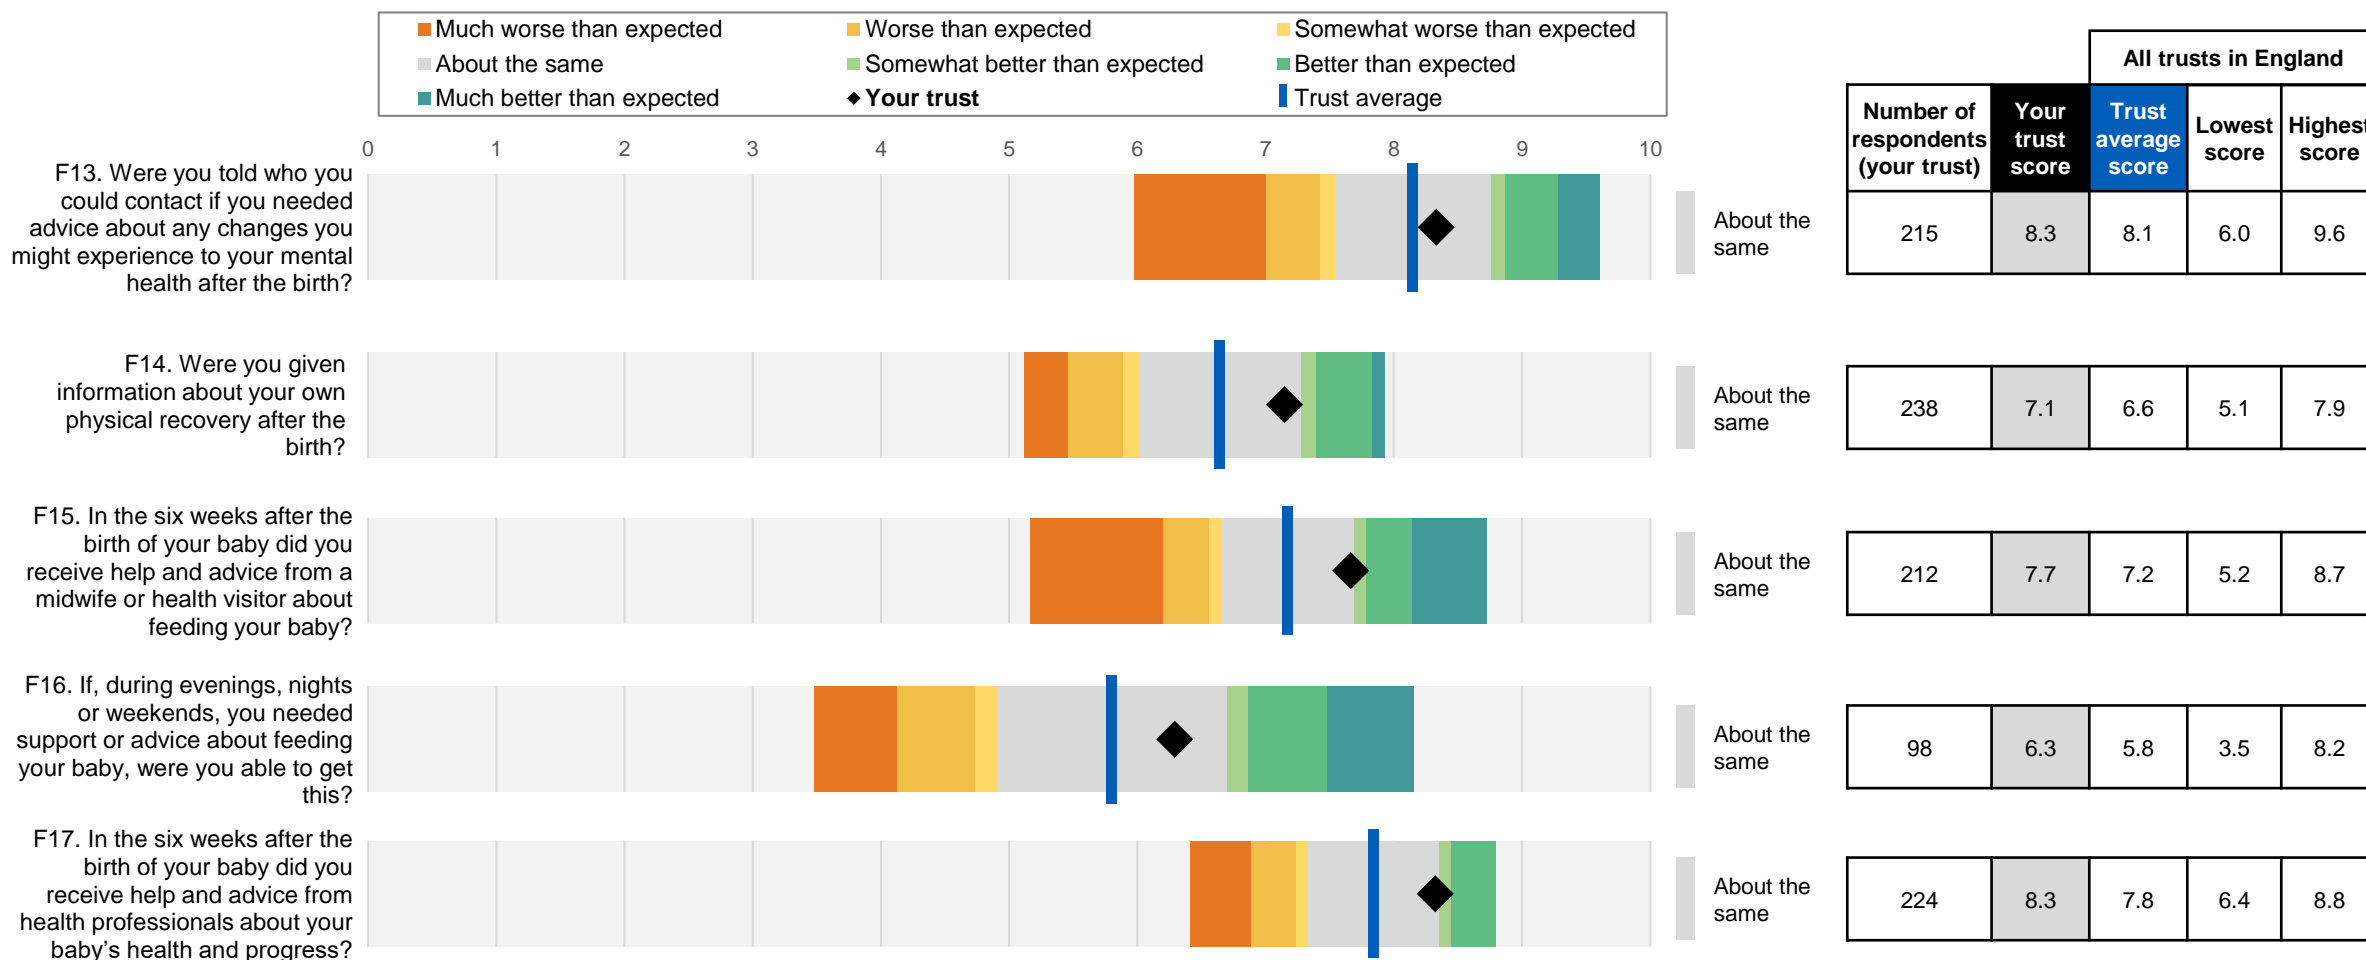 Much worse than expected
Worse than expected
Somewhat worse than expected
About the same
Somewhat better than expected
Better than expected
Much better than expected
Your trust
Trust average
All trusts in England
Number of
respondents
(your trust)
Your
trust
score
Trust
average
score
Lowest
score
Highest
score
0 1 2 3 4 5 6 7 8 9 10
F13. Were you told who you
could contact if you needed
advice about any changes you
might experience to your mental
health after the birth?
About the
same
215 8.3 8.1 6.0 9.6
F14. Were you given
information about your own
physical recovery after the
birth?
About the
same
238 7.1 6.6 5.1 7.9
F15. In the six weeks after the
birth of your baby did you
receive help and advice from a
midwife or health visitor about
feeding your baby?
About the
same
212 7.7 7.2 5.2 8.7
F16. If, during evenings, nights
or weekends, you needed
support or advice about feeding
your baby, were you able to get
this?
About the
same
98 6.3 5.8 3.5 8.2
F17. In the six weeks after the
birth of your baby did you
receive help and advice from
health professionals about your
baby’s health and progress?
About the
same
224 8.3 7.8 6.4 8.8